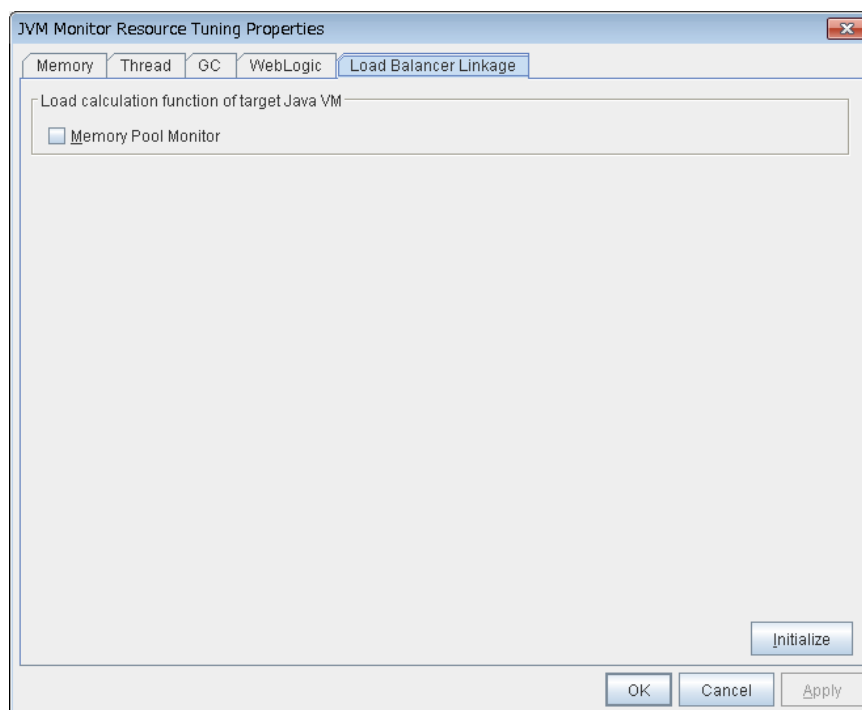 JVM Monitor Resource Tuning Properties
Memory Thread GC WebLogic Load Balancer Linkage
Load calculation function of target Java VM
Memory Pool Monitor
Initialize
OK Cancel Apply